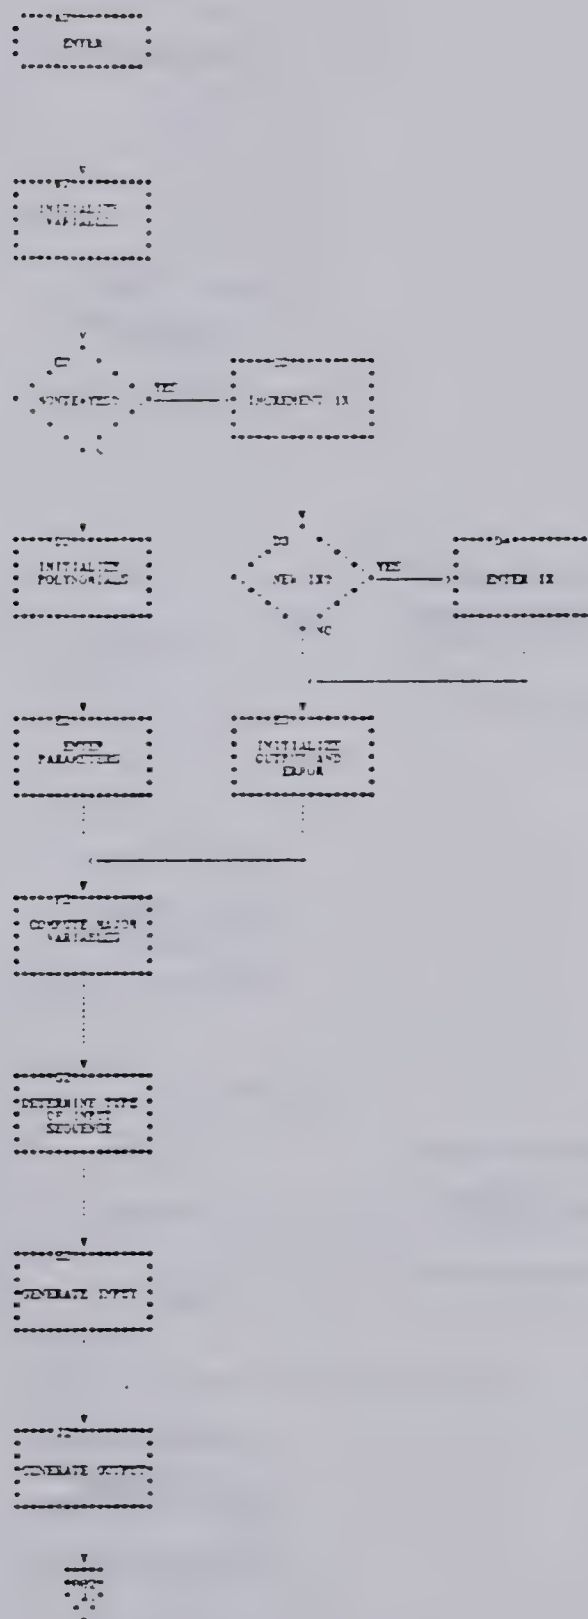 ENTER
INITIALIZE
VARIABLES
YES
INCREMENT IX
INITIALIZE
POLYNOMIALS
NEW IX?
YES
D4
ENTER IX
NO
ENTER
PARAMETERS
INITIALIZE
OUTPUT AND
ERROR
COMPUTE MAJOR
VARIABLES
DETERMINE TYPE
OF INPUT
SEQUENCE
GENERATE INPUT
GENERATE OUTPUT